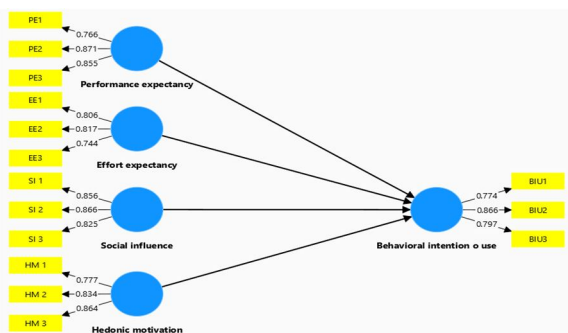 PE1
0.766
PE2
0.871
PE3
0.855
Performance expectancy
EE1
0.806
EE2
0.817
EE3
0.744
Effort expectancy
SI 1
0.856
SI 2
0.866
SI 3
0.825
Social influence
HM 1
0.777
HM 2
0.834
HM 3
0.864
Hedonic motivation
0.774
BIU1
0.866
BIU2
0.797
BIU3
Behavioral intention o use